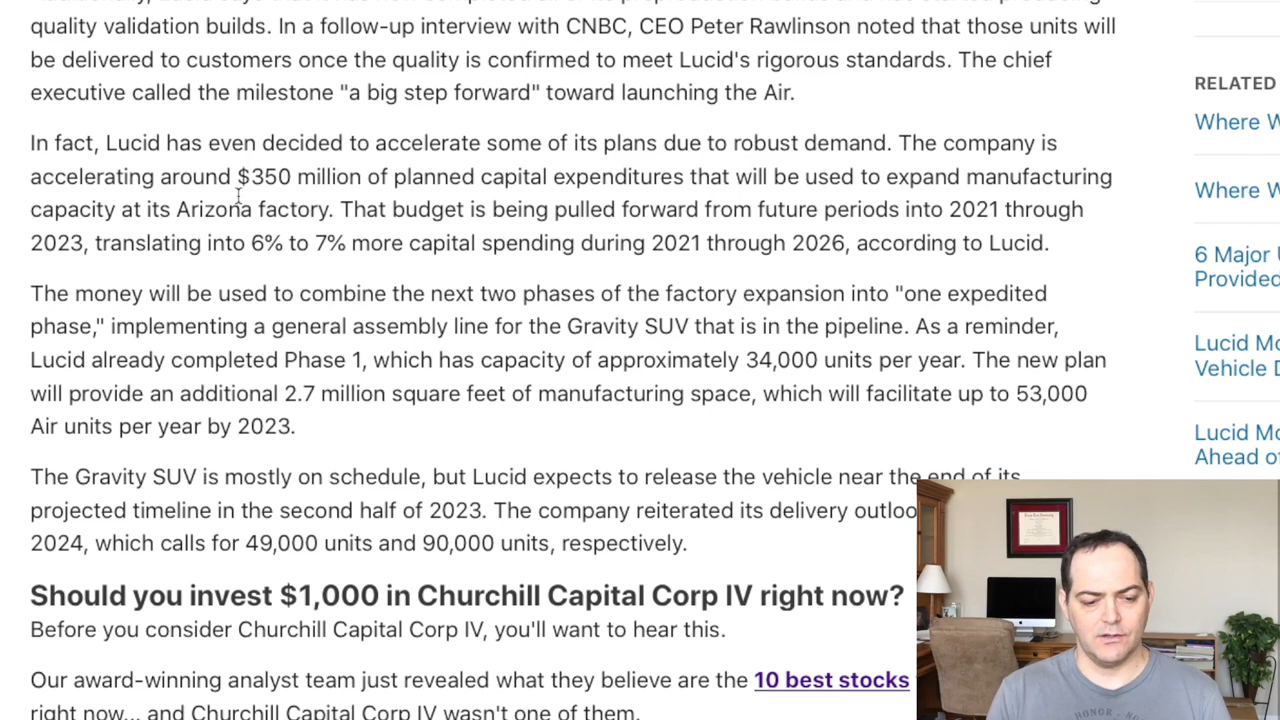 quality validation builds. In a follow-up interview with CNBC, CEO Peter Rawlinson noted that those units will
be delivered to customers once the quality is confirmed to meet Lucid's rigorous standards. The chief
executive called the milestone "a big step forward" toward launching the Air.
In fact, Lucid has even decided to accelerate some of its plans due to robust demand. The company is
accelerating around $350 million of planned capital expenditures that will be used to expand manufacturing
capacity at its Arizona factory. That budget is being pulled forward from future periods into 2021 through
2023, translating into 6% to 7% more capital spending during 2021 through 2026, according to Lucid.
The money will be used to combine the next two phases of the factory expansion into "one expedited
phase," implementing a general assembly line for the Gravity SUV that is in the pipeline. As a reminder,
Lucid already completed Phase 1, which has capacity of approximately 34,000 units per year. The new plan
will provide an additional 2.7 million square feet of manufacturing space, which will facilitate up to 53,000
Air units per year by 2023.
The Gravity SUV is mostly on schedule, but Lucid expects to release the vehicle near the end of its
projected timeline in the second half of 2023. The company reiterated its delivery outloo
2024, which calls for 49,000 units and 90,000 units, respectively.
Should you invest $1,000 in Churchill Capital Corp IV right now?
Before you consider Churchill Capital Corp IV, you'll want to hear this.
Our award-winning analyst team just revealed what they believe are the 10 best stocks
right now... and Churchill Capital Corp IV wasn't one of them.
RELATED
Where W
Where W
6 Major
Provided
Lucid Mo
Vehicle
Lucid Mo
Ahead of